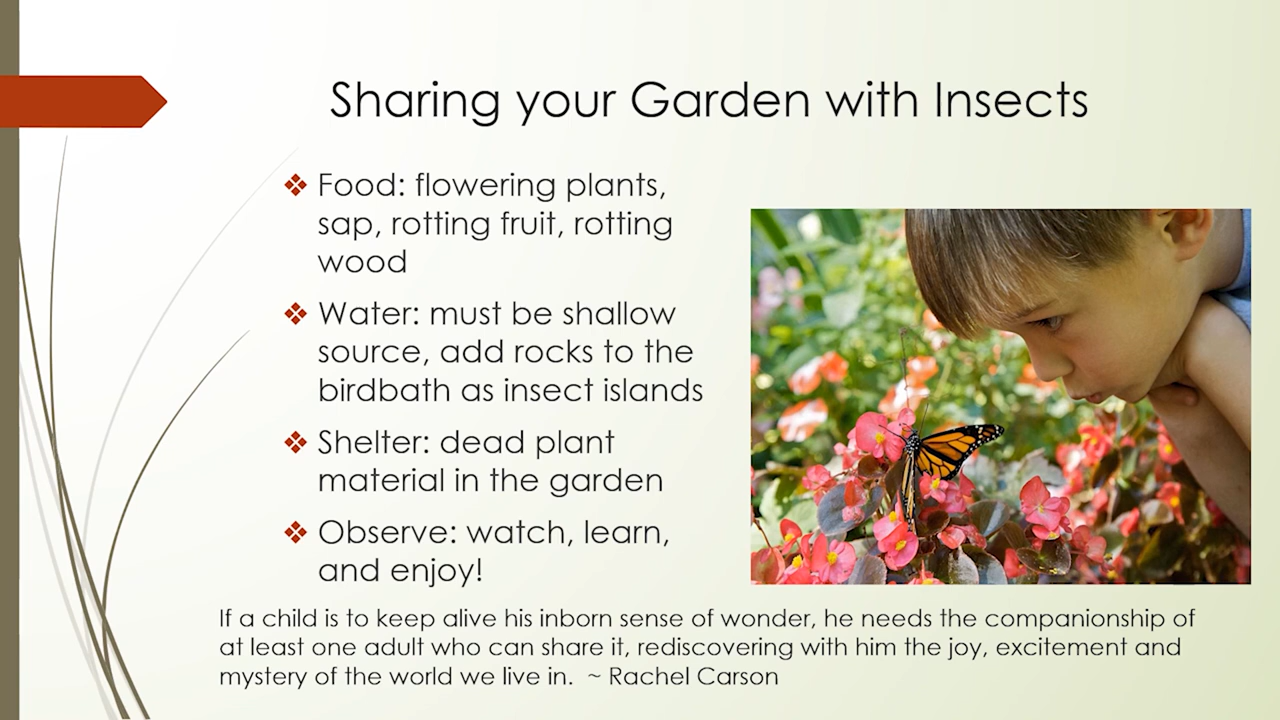 Sharing your Garden with Insects
❖ Food: flowering plants,
sap, rotting fruit, rotting
wood
❖ Water: must be shallow
source, add rocks to the
birdbath as insect islands
❖ Shelter: dead plant
material in the garden
❖ Observe: watch, learn,
and enjoy!
If a child is to keep alive his inborn sense of wonder, he needs the companionship of
at least one adult who can share it, rediscovering with him the joy, excitement and
mystery of the world we live in. ~ Rachel Carson